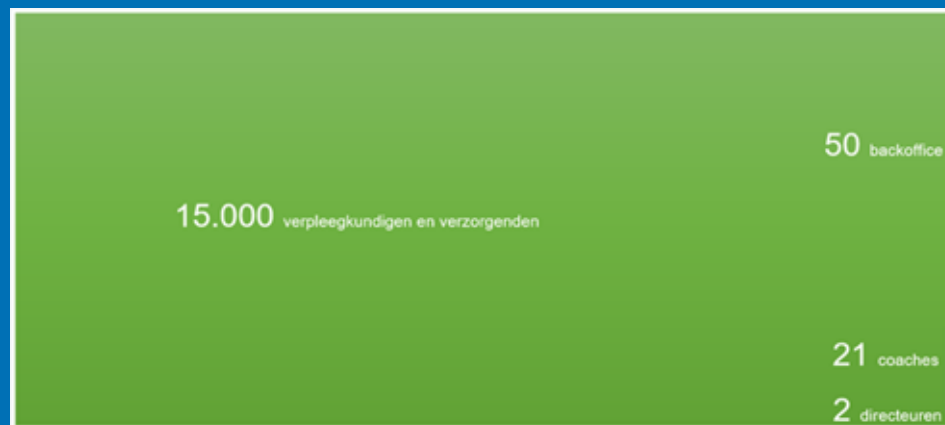 50 backoffice
15.000 verpleegkundigen en verzorgenden
21 coaches
2 directeuren